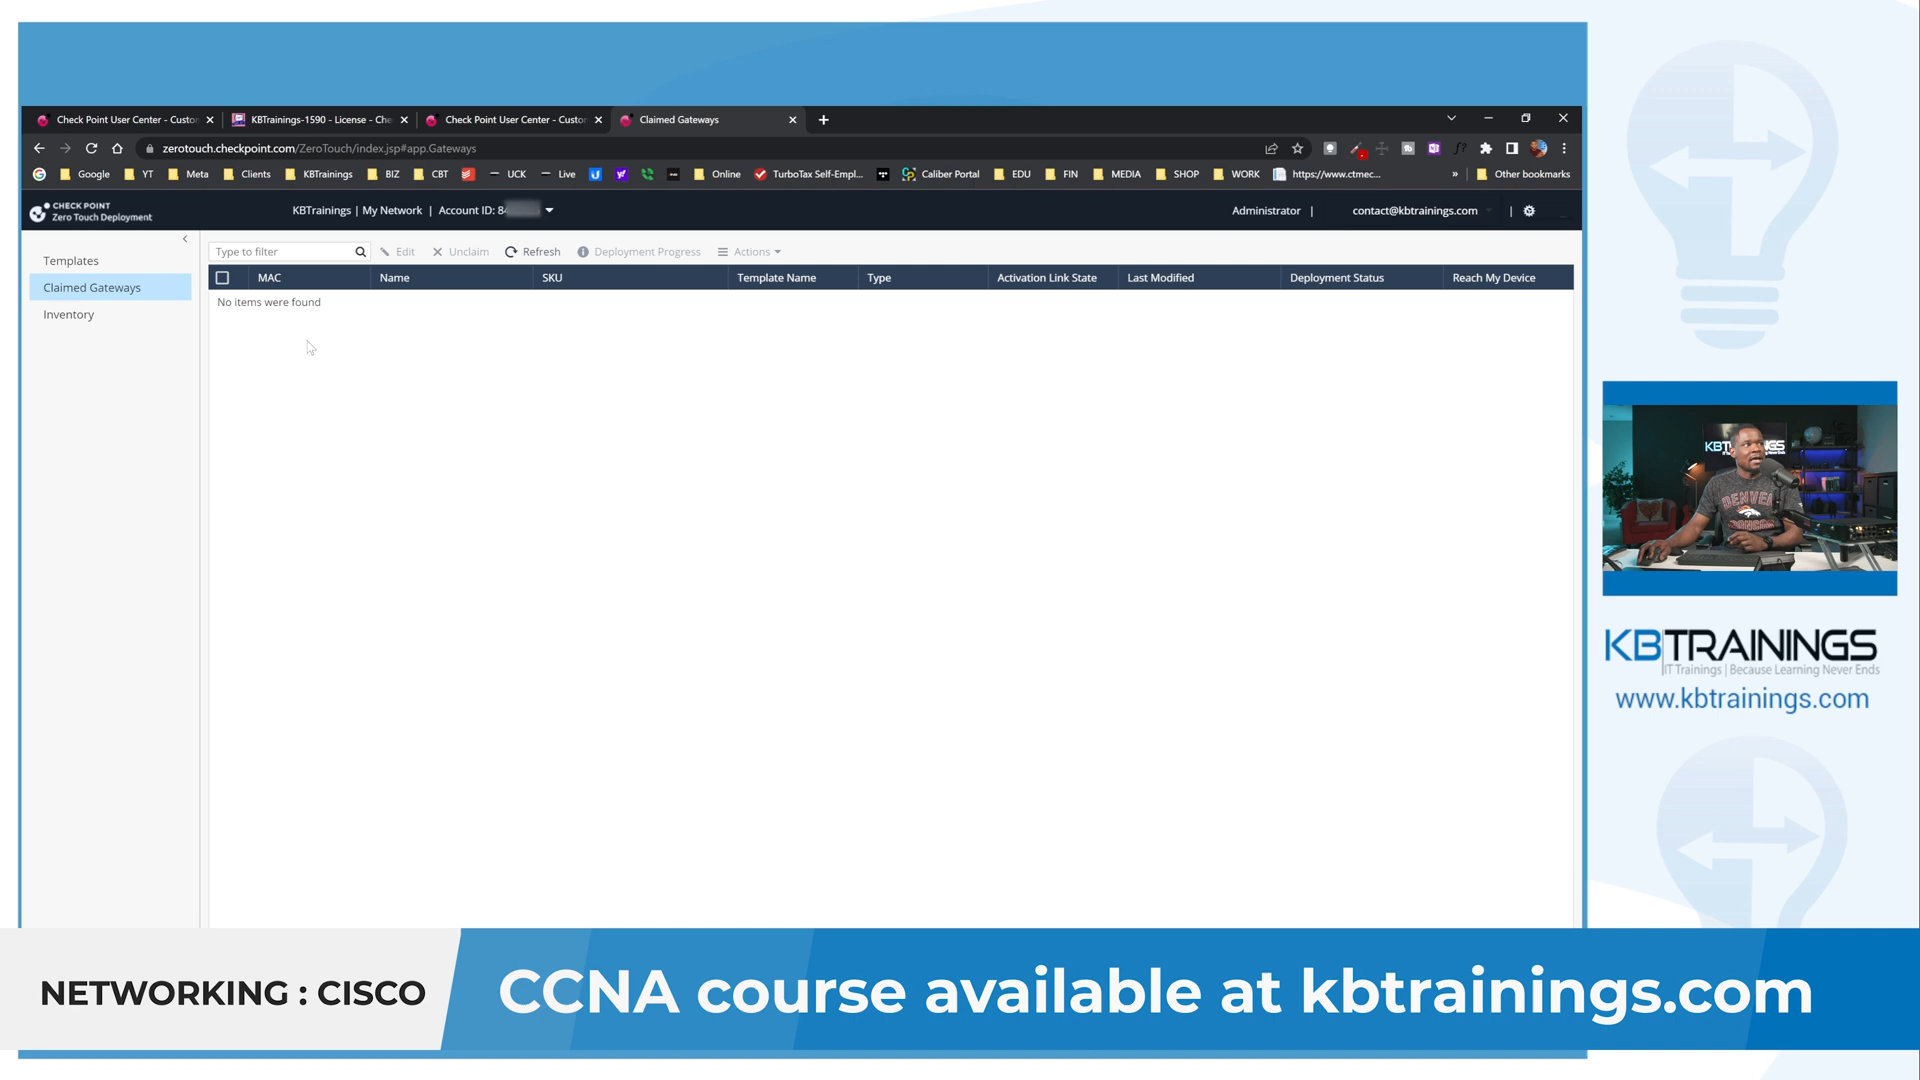 Check Point User Center - Custon
KBTrainings-1590 - License - Che
Check Point User Center - Custon
Claimed Gateways
zerotouch.checkpoint.com/ZeroTouch/index.jsp#app.Gateways
Google
YT
Meta
Clients
KBTrainings
BIZ
CBT
UCK
Live
Online
TurboTax Self-Empl...
Caliber Portal
EDU
FIN
MEDIA
SHOP
WORK
https://www.ctmec...
»
Other bookmarks
CHECK POINT
Zero Touch Deployment
KBTrainings | My Network | Account ID: 84
Administrator |
contact@kbtrainings.com |
Templates
Claimed Gateways
Inventory
Type to filter
Edit
Unclaim
Refresh
Deployment Progress
Actions
MAC
Name
SKU
Template Name
Type
Activation Link State
Last Modified
Deployment Status
Reach My Device
No items were found
DENVER
BRONCOS
KBTRAININGS
IT Trainings | Because Learning Never Ends
www.kbtrainings.com
NETWORKING : CISCO
CCNA course available at kbtrainings.com